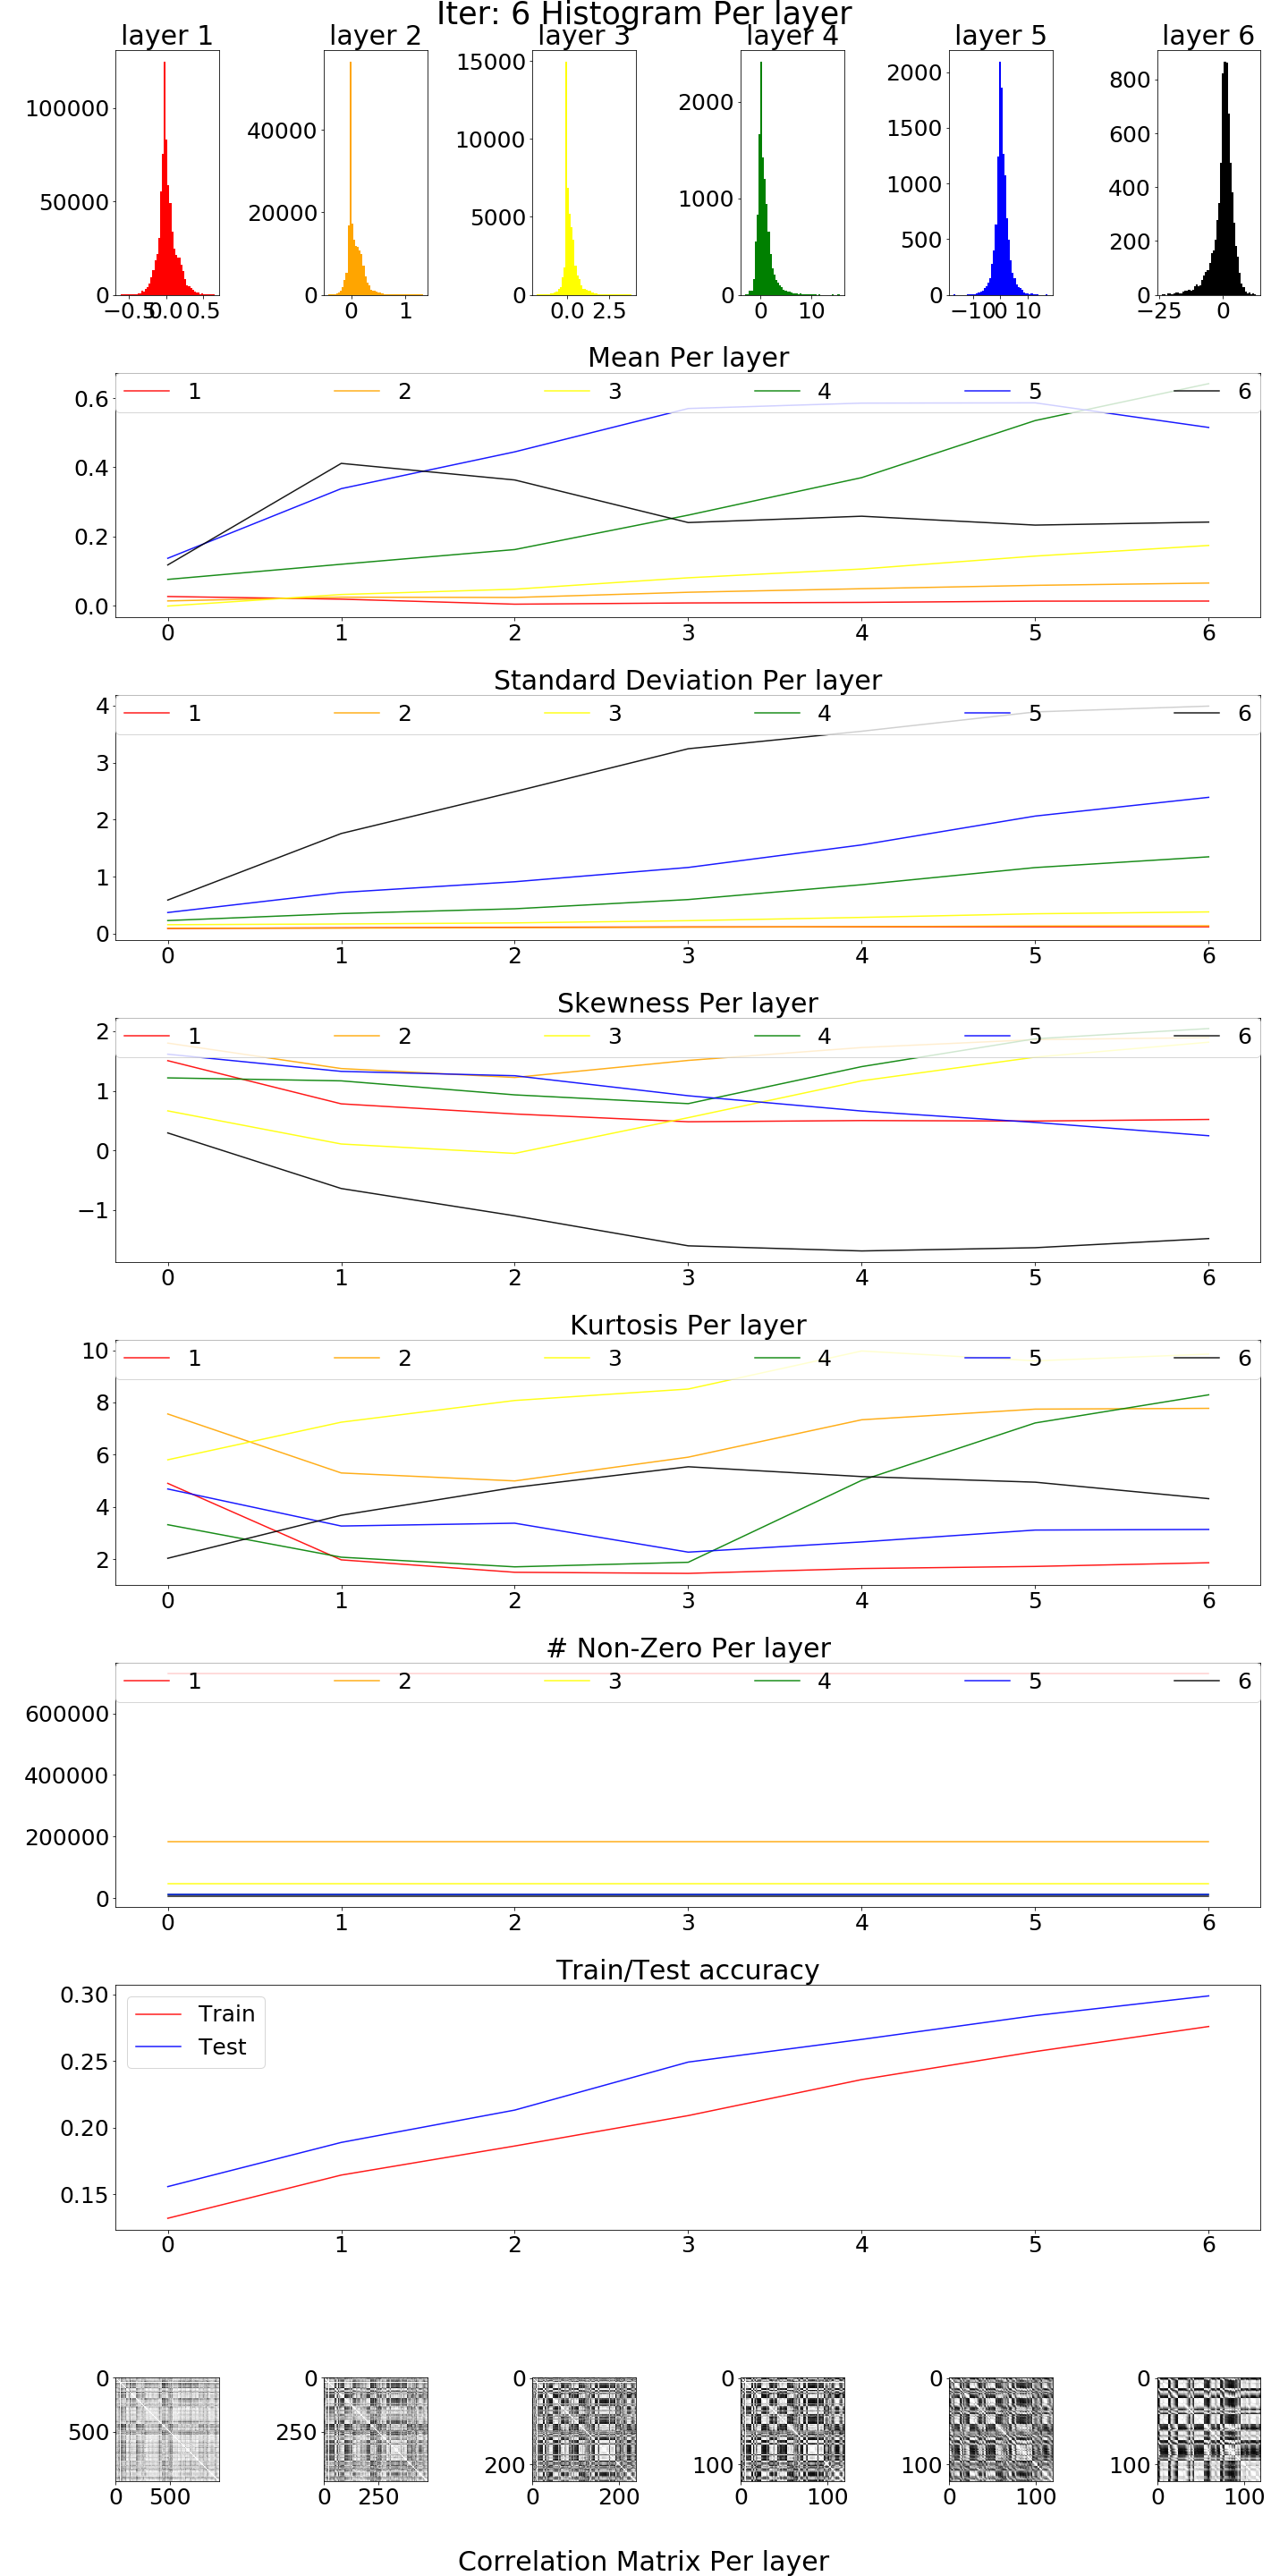 Iter: 6 Histogram Per layer
layer 1 layer 2 layer 3 layer 4 layer 5 layer 6
100000 50000 0 −0.5 0.0 0.5
40000 20000 0 0 1
15000 10000 5000 0 0.0 2.5
2000 1000 0 0 10
2000 1500 1000 500 0 −10 0 10
800 600 400 200 0 −25 0
Mean Per layer
1 2 3 4 5 6
0.6
0.4
0.2
0.0
0 1 2 3 4 5 6
Standard Deviation Per layer
1 2 3 4 5 6
4
3
2
1
0
0 1 2 3 4 5 6
Skewness Per layer
1 2 3 4 5 6
2
1
0
−1
0 1 2 3 4 5 6
Kurtosis Per layer
1 2 3 4 5 6
10
8
6
4
2
0 1 2 3 4 5 6
# Non-Zero Per layer
1 2 3 4 5 6
600000
400000
200000
0
0 1 2 3 4 5 6
Train/Test accuracy
Train
Test
0.30
0.25
0.20
0.15
0 1 2 3 4 5 6
0 500 0 500
0 250 0 250
0 200 0 200
0 100 0 100
0 100 0 100
0 100 0 100
Correlation Matrix Per layer